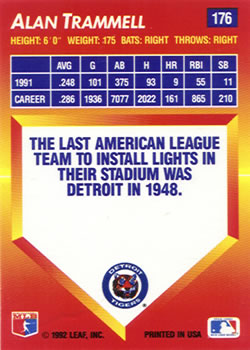 ALAN TRAMMELL 176
HEIGHT: 6' 0" WEIGHT: 175 BATS: RIGHT THROWS: RIGHT
AVG G AB H HR RBI SB
1991 .248 101 375 93 9 55 11
CAREER .286 1936 7077 2022 161 865 210
THE LAST AMERICAN LEAGUE
TEAM TO INSTALL LIGHTS IN
THEIR STADIUM WAS
DETROIT IN 1948.
DETROIT
TIGERS
MLBPA
© 1992 LEAF, INC. PRINTED IN USA